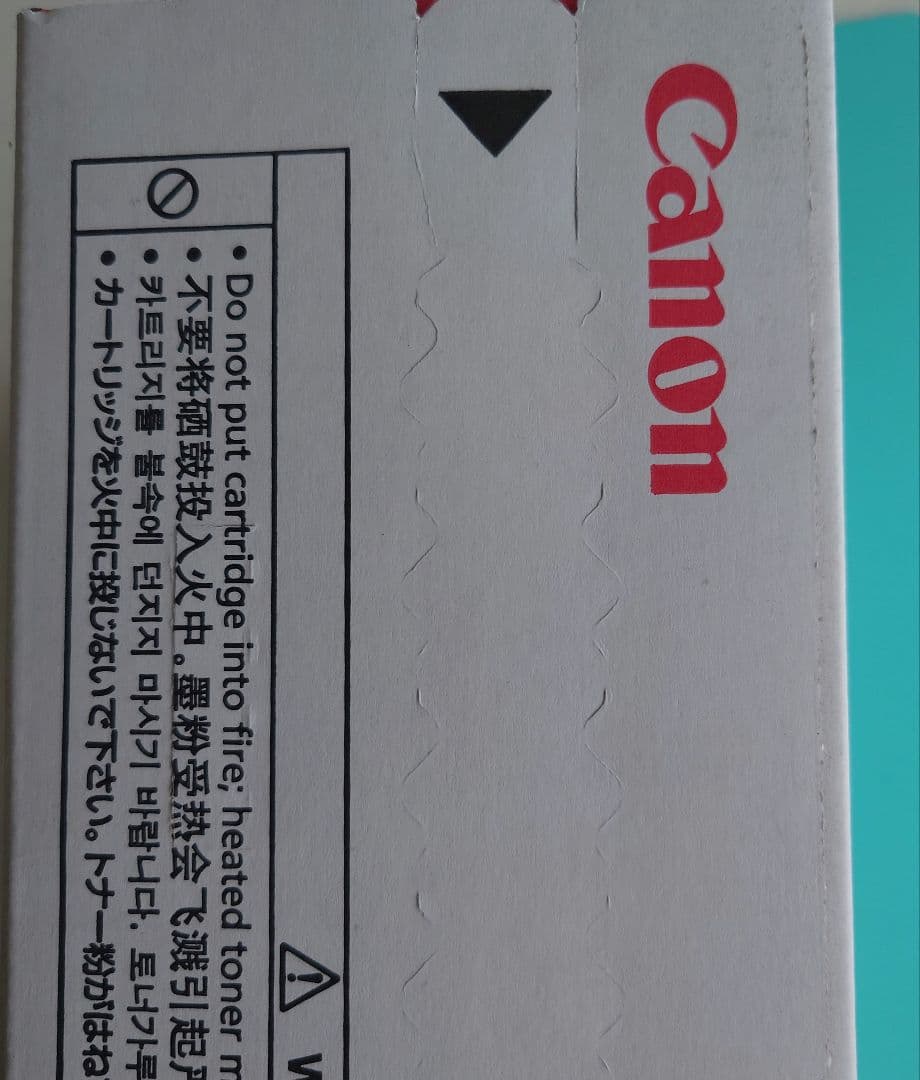 Canon
W
• Do not put cartridge into fire; heated toner m
• 不要将硒鼓投入火中。墨粉受热会飞溅引起严
• 카트리지를 불속에 던지지 마시기 바랍니다. 토너가루
• カートリッジを火中に投じないで下さい。トナー粉がはね